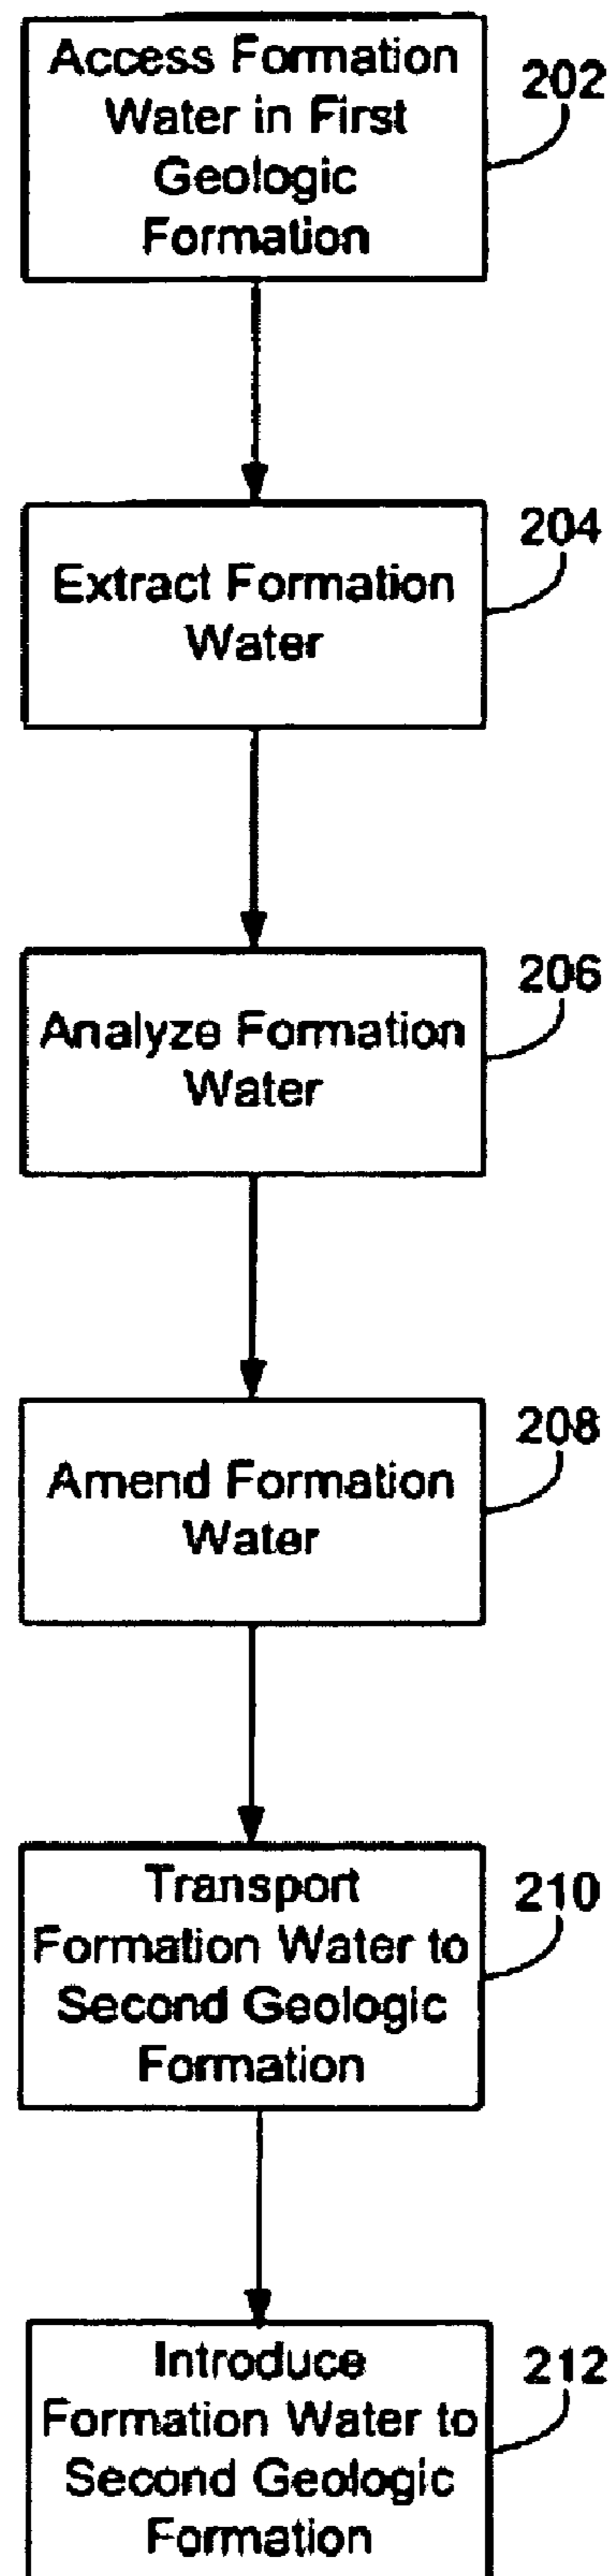 Access Formation
Water in First
Geologic
Formation
202
Extract Formation
Water
204
Analyze Formation
Water
206
Amend Formation
Water
208
Transport
Formation Water to
Second Geologic
Formation
210
Introduce
Formation Water to
Second Geologic
Formation
212